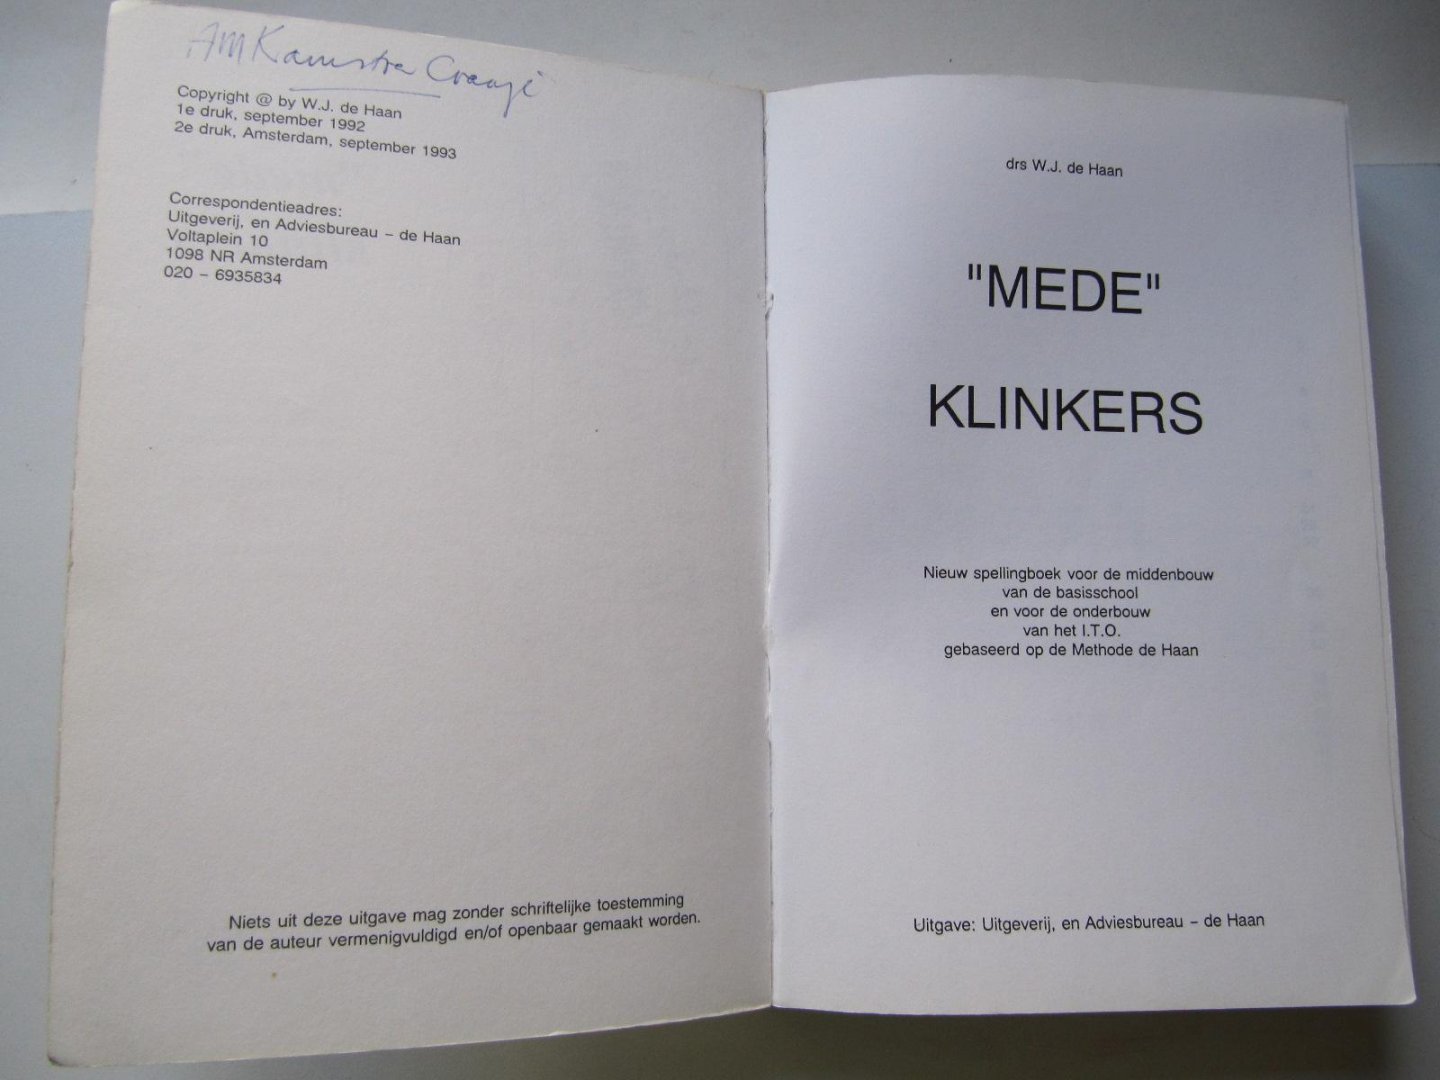 AM Kamstra
Copyright @ by W.J. de Haan
1e druk, september 1992
2e druk, Amsterdam, september 1993
Correspondentieadres:
Uitgeverij, en Adviesbureau – de Haan
Voltaplein 10
1098 NR Amsterdam
020 – 6935834
Niets uit deze uitgave mag zonder schriftelijke toestemming
van de auteur vermenigvuldigd en/of openbaar gemaakt worden.
drs W.J. de Haan
"MEDE"
KLINKERS
Nieuw spellingboek voor de middenbouw
van de basisschool
en voor de onderbouw
van het I.T.O.
gebaseerd op de Methode de Haan
Uitgave: Uitgeverij, en Adviesbureau – de Haan